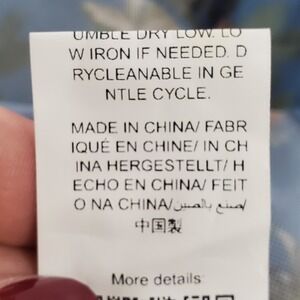 UMBLE DRY LOW. LO
W IRON IF NEEDED. D
RYCLEANABLE IN GE
NTLE CYCLE.
MADE IN CHINA/ FABR
IQUÉ EN CHINE/ IN CH
INA HERGESTELLT/ H
ECHO EN CHINA/ FEIT
O NA CHINA/صنع بالصين/
中国製
More details: